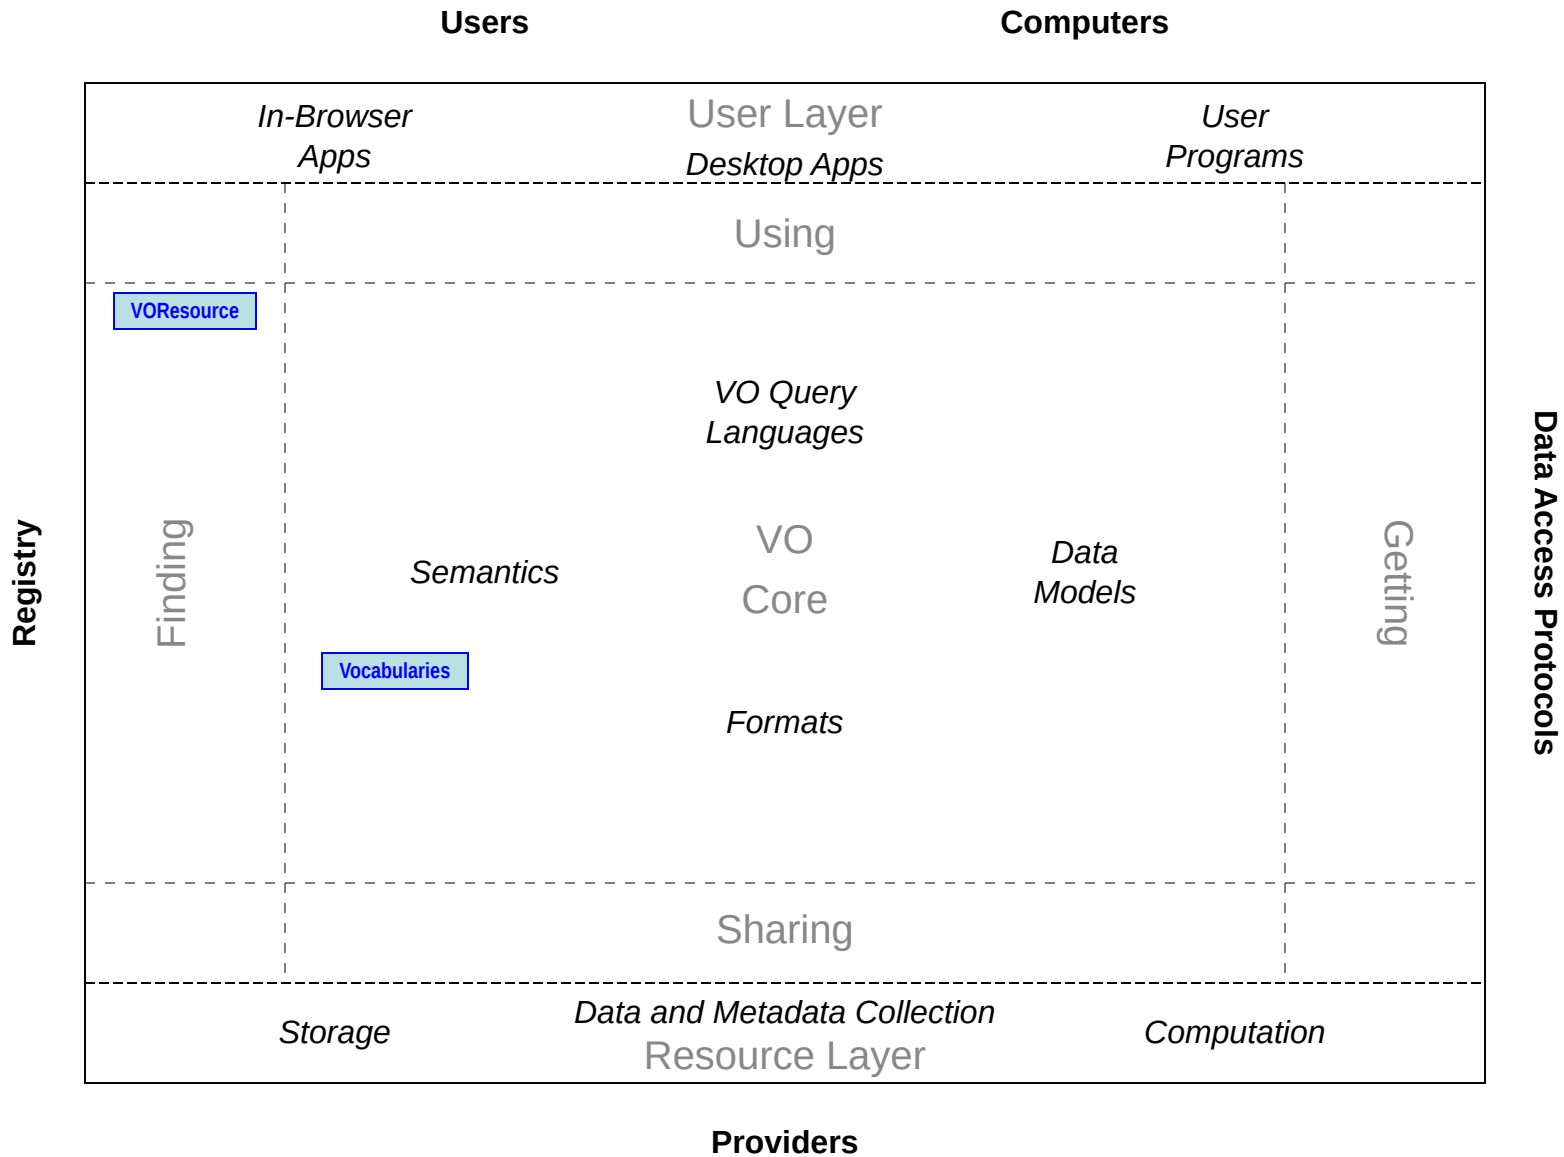 Users
Computers
In-Browser
Apps
User Layer
Desktop Apps
User
Programs
Using
VOResource
VO Query
Languages
Registry
Finding
Semantics
VO
Core
Data
Models
Getting
Data Access Protocols
Vocabularies
Formats
Sharing
Storage
Data and Metadata Collection
Resource Layer
Computation
Providers